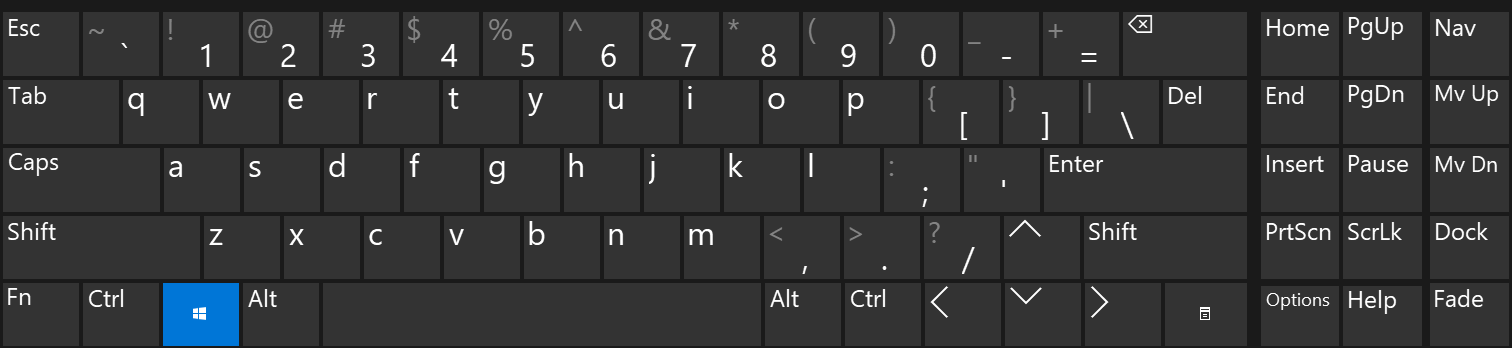 Esc ~ ` ! 1 @ 2 # 3 $ 4 % 5 ^ 6 & 7 * 8 ( 9 ) 0 _ - + = Home PgUp Nav
Tab q w e r t y u i o p { [ } ] | \ Del End PgDn Mv Up
Caps a s d f g h j k l : ; " ' Enter Insert Pause Mv Dn
Shift z x c v b n m < , > . ? / Shift PrtScn ScrLk Dock
Fn Ctrl Alt Alt Ctrl Options Help Fade